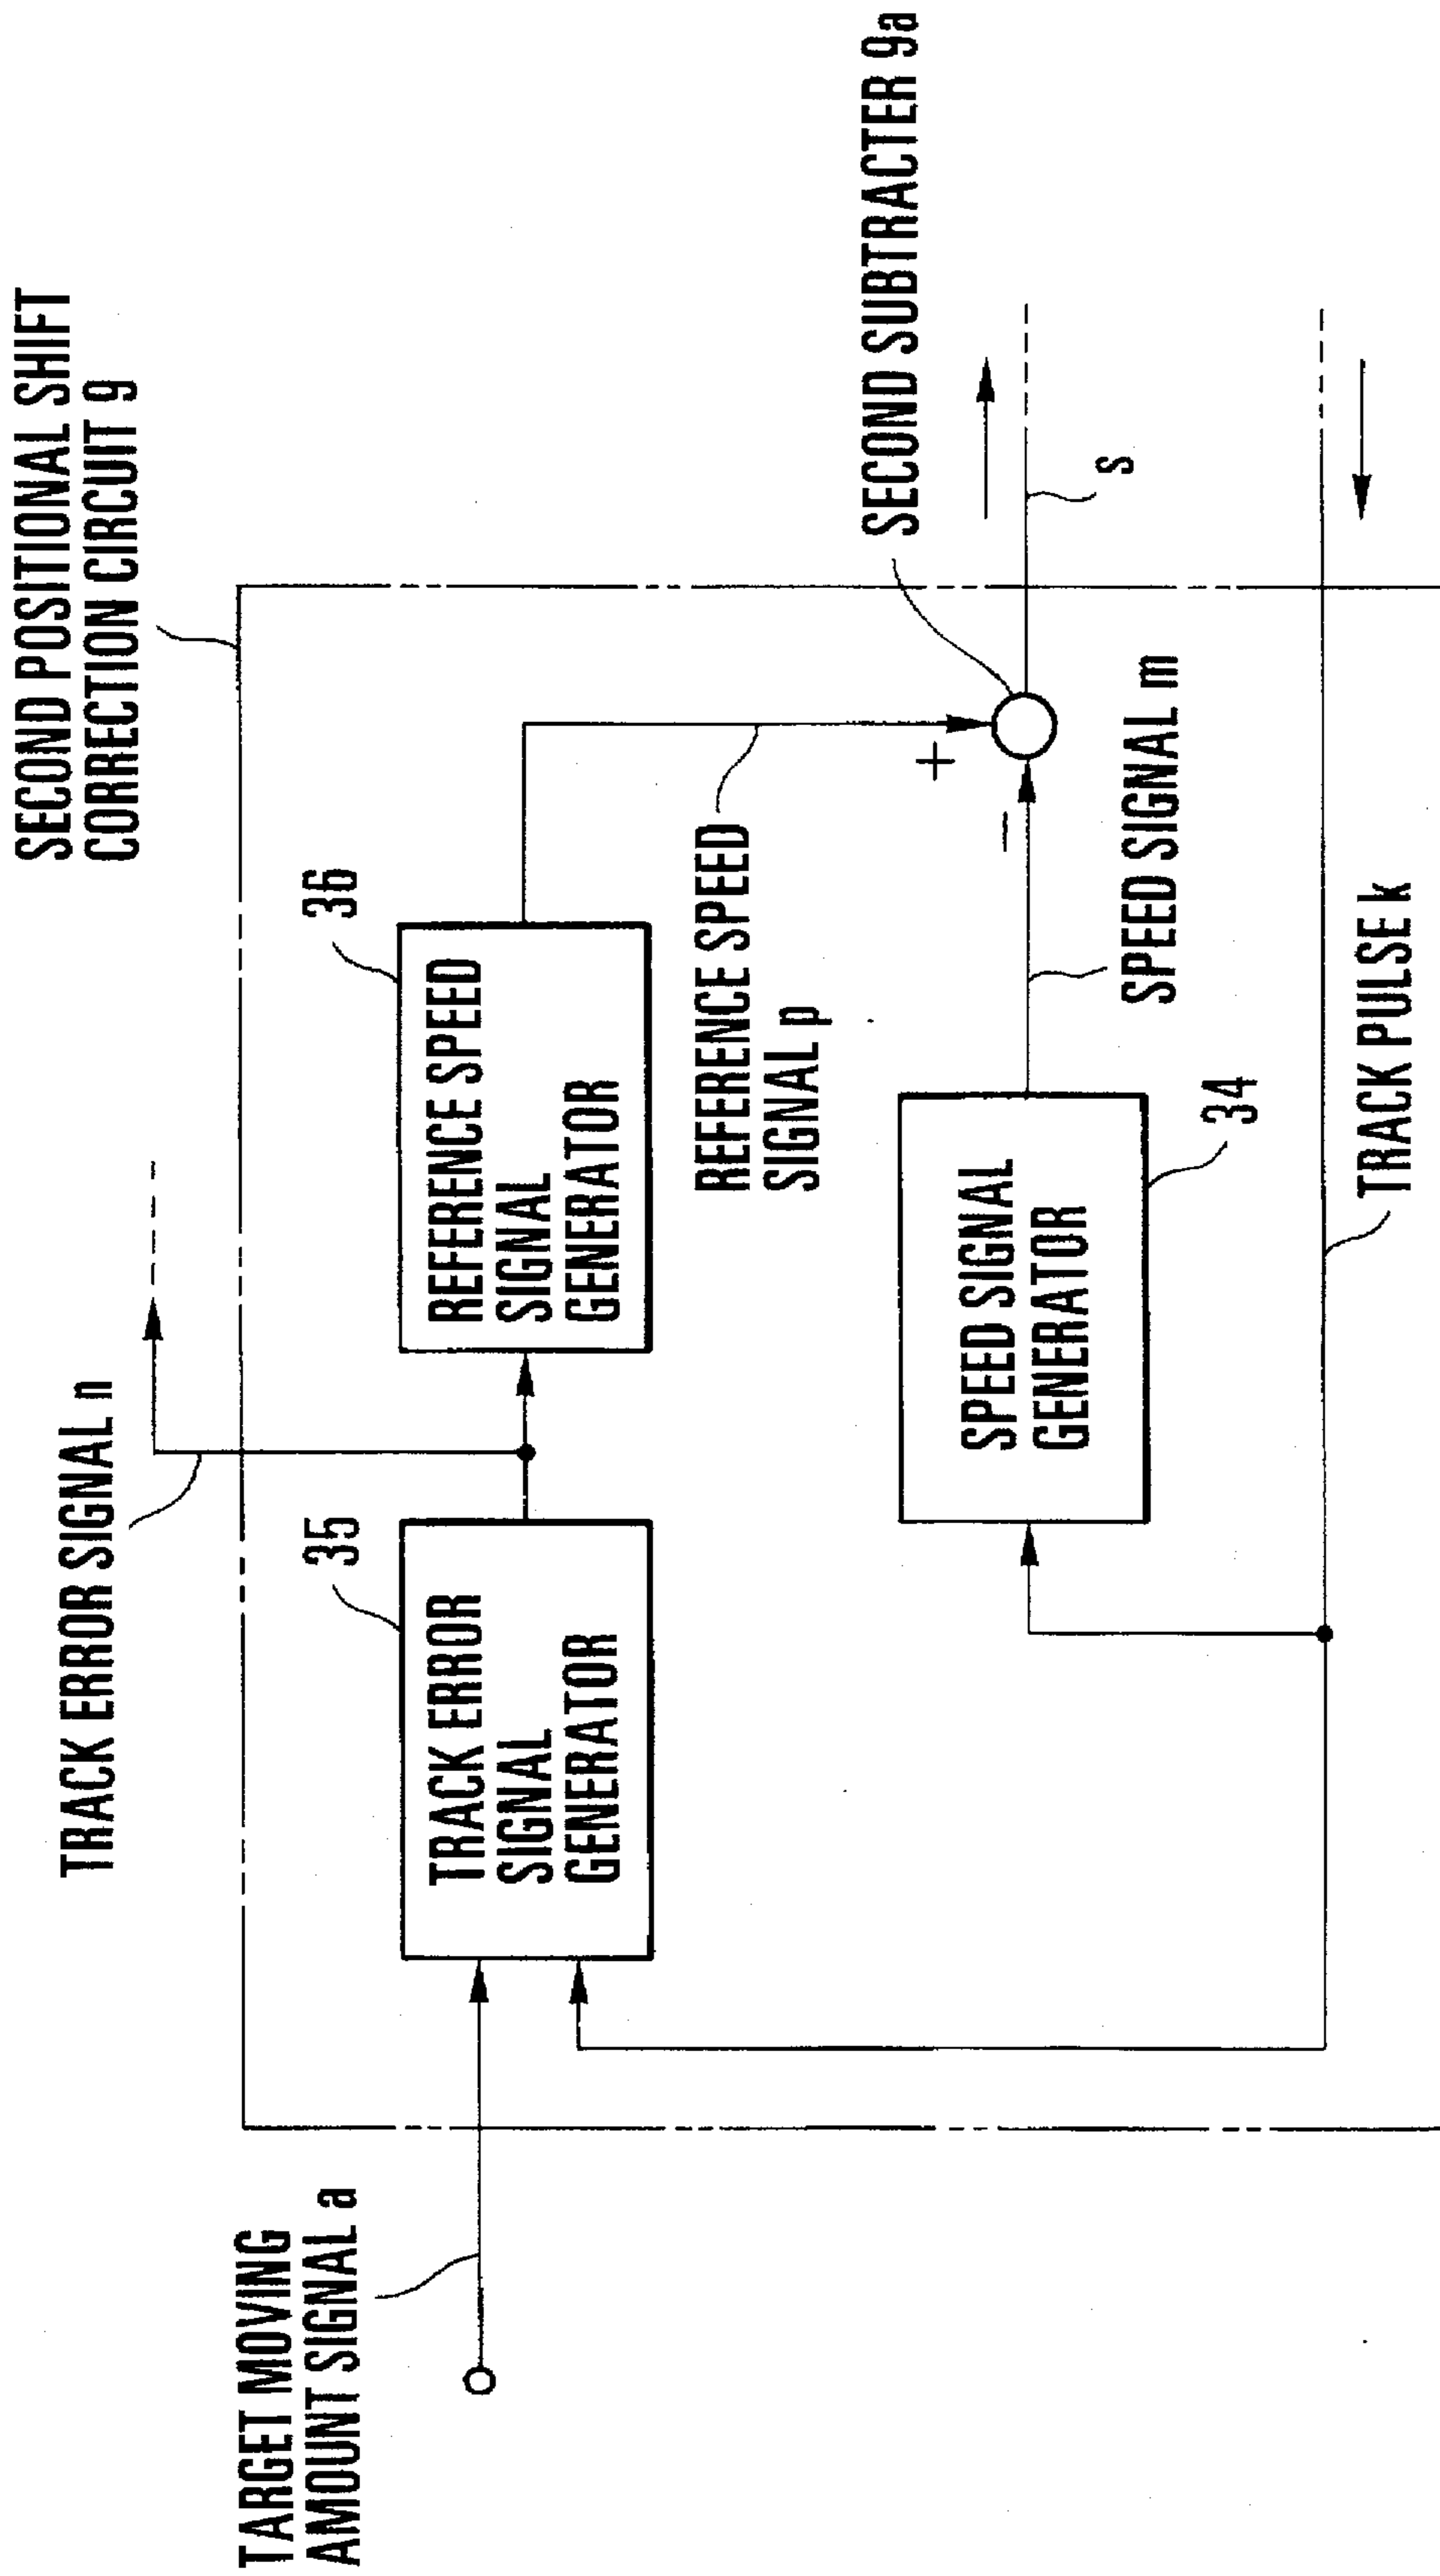 SECOND POSITIONAL SHIFT
CORRECTION CIRCUIT 9
TRACK ERROR SIGNAL n
TARGET MOVING
AMOUNT SIGNAL a
35
TRACK ERROR
SIGNAL
GENERATOR
36
REFERENCE SPEED
SIGNAL
GENERATOR
REFERENCE SPEED
SIGNAL p
SECOND SUBTRACTER 9a
+
−
s
SPEED SIGNAL
GENERATOR
34
SPEED SIGNAL m
TRACK PULSE k